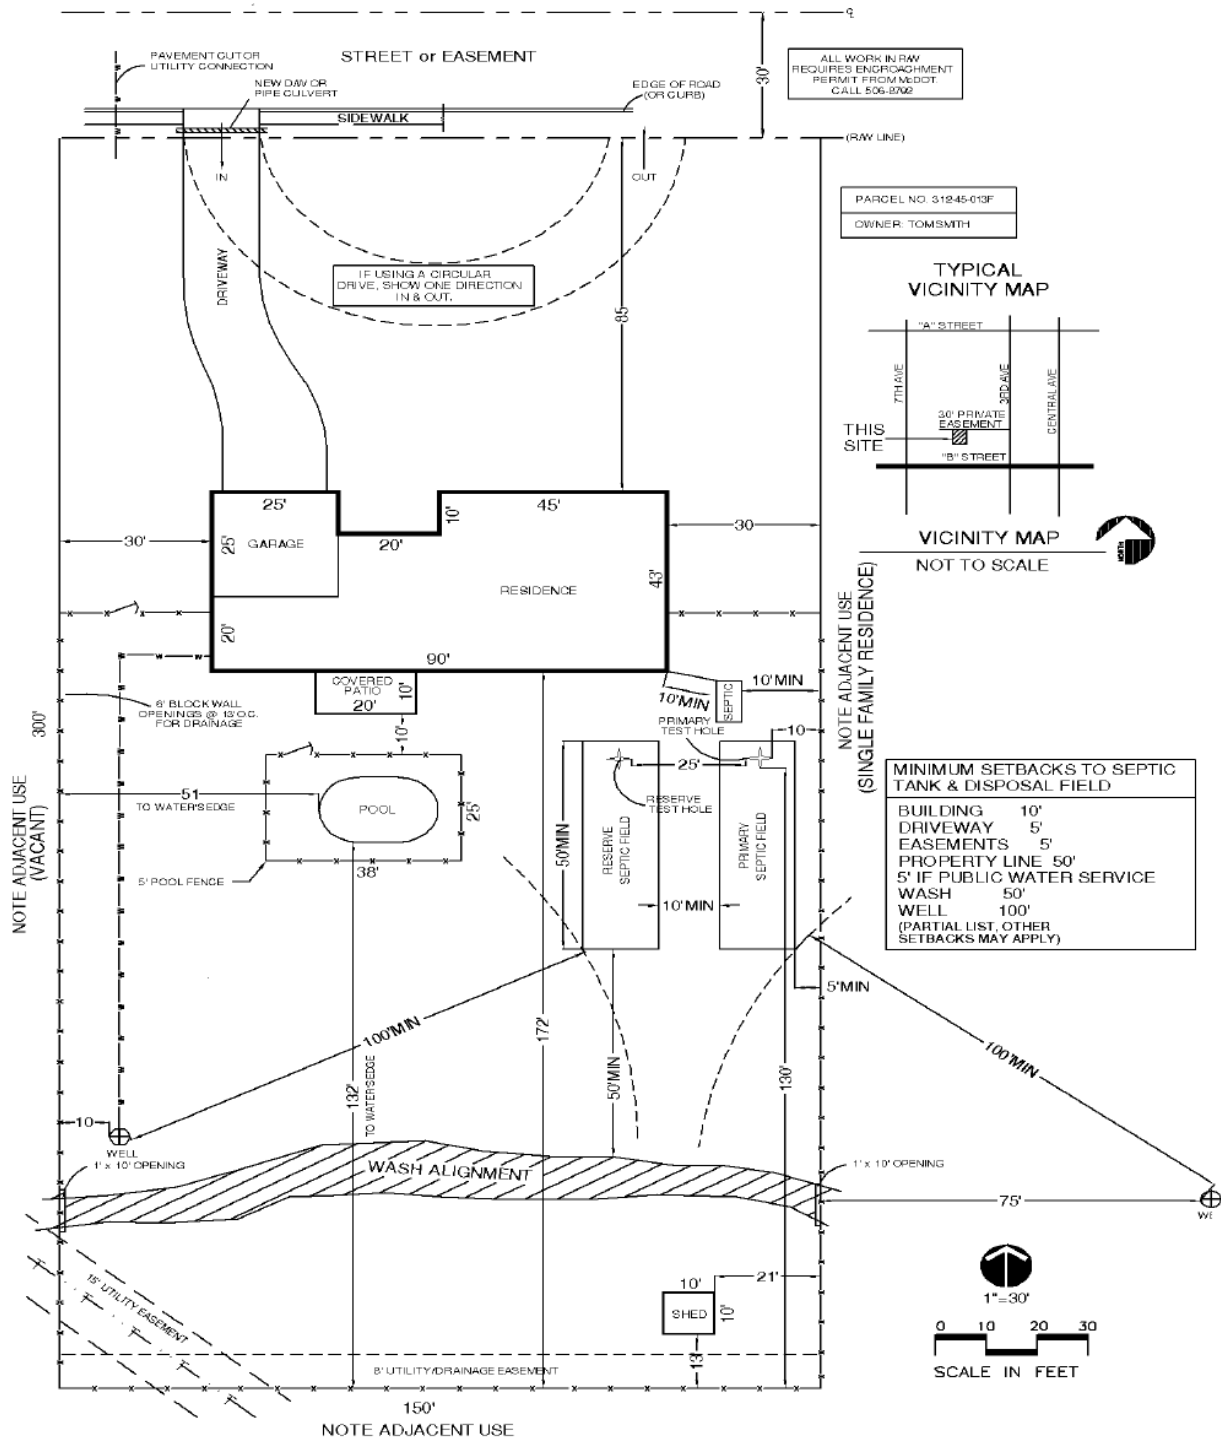 ℄
PAVEMENT CUT OR
UTILITY CONNECTION
STREET or EASEMENT
NEW D/W OR
PIPE CULVERT
EDGE OF ROAD
(OR CURB)
30'
ALL WORK IN R/W
REQUIRES ENCROACHMENT
PERMIT FROM McDOT.
CALL 506-8798
SIDEWALK
(R/W LINE)
IN
OUT
PARCEL NO. 312-45-013F
OWNER: TOM SMITH
DRIVEWAY
IF USING A CIRCULAR
DRIVE, SHOW ONE DIRECTION
IN & OUT.
85'
TYPICAL
VICINITY MAP
"A" STREET
7TH AVE
3RD AVE
CENTRAL AVE
30' PRIVATE
EASEMENT
THIS
SITE
"B" STREET
VICINITY MAP
NOT TO SCALE
25'
10'
45'
30'
25'
GARAGE
20'
30
RESIDENCE
43'
20'
90'
NOTE ADJACENT USE
(SINGLE FAMILY RESIDENCE)
COVERED
PATIO
20'
10'
10'
10' MIN
10' MIN
SEPTIC
6' BLOCK WALL
OPENINGS @ 13' O.C.
FOR DRAINAGE
300'
PRIMARY
TEST HOLE
10
25'
51
TO WATER'S EDGE
POOL
25'
38'
5' POOL FENCE
RESERVE
TEST HOLE
50' MIN
RESERVE
SEPTIC FIELD
PRIMARY
SEPTIC FIELD
10' MIN
NOTE ADJACENT USE
(VACANT)
MINIMUM SETBACKS TO SEPTIC
TANK & DISPOSAL FIELD
BUILDING 10'
DRIVEWAY 5'
EASEMENTS 5'
PROPERTY LINE 50'
5' IF PUBLIC WATER SERVICE
WASH 50'
WELL 100'
(PARTIAL LIST, OTHER
SETBACKS MAY APPLY)
5' MIN
100' MIN
172'
100' MIN
50' MIN
130'
132'
TO WATER'S EDGE
10
WELL
1' x 10' OPENING
WASH ALIGNMENT
1' x 10' OPENING
75'
WE
15' UTILITY EASEMENT
T
T
T
T
T
T
10'
21'
SHED
10'
13'
1"=30'
0 10 20 30
SCALE IN FEET
8' UTILITY/DRAINAGE EASEMENT
150'
NOTE ADJACENT USE